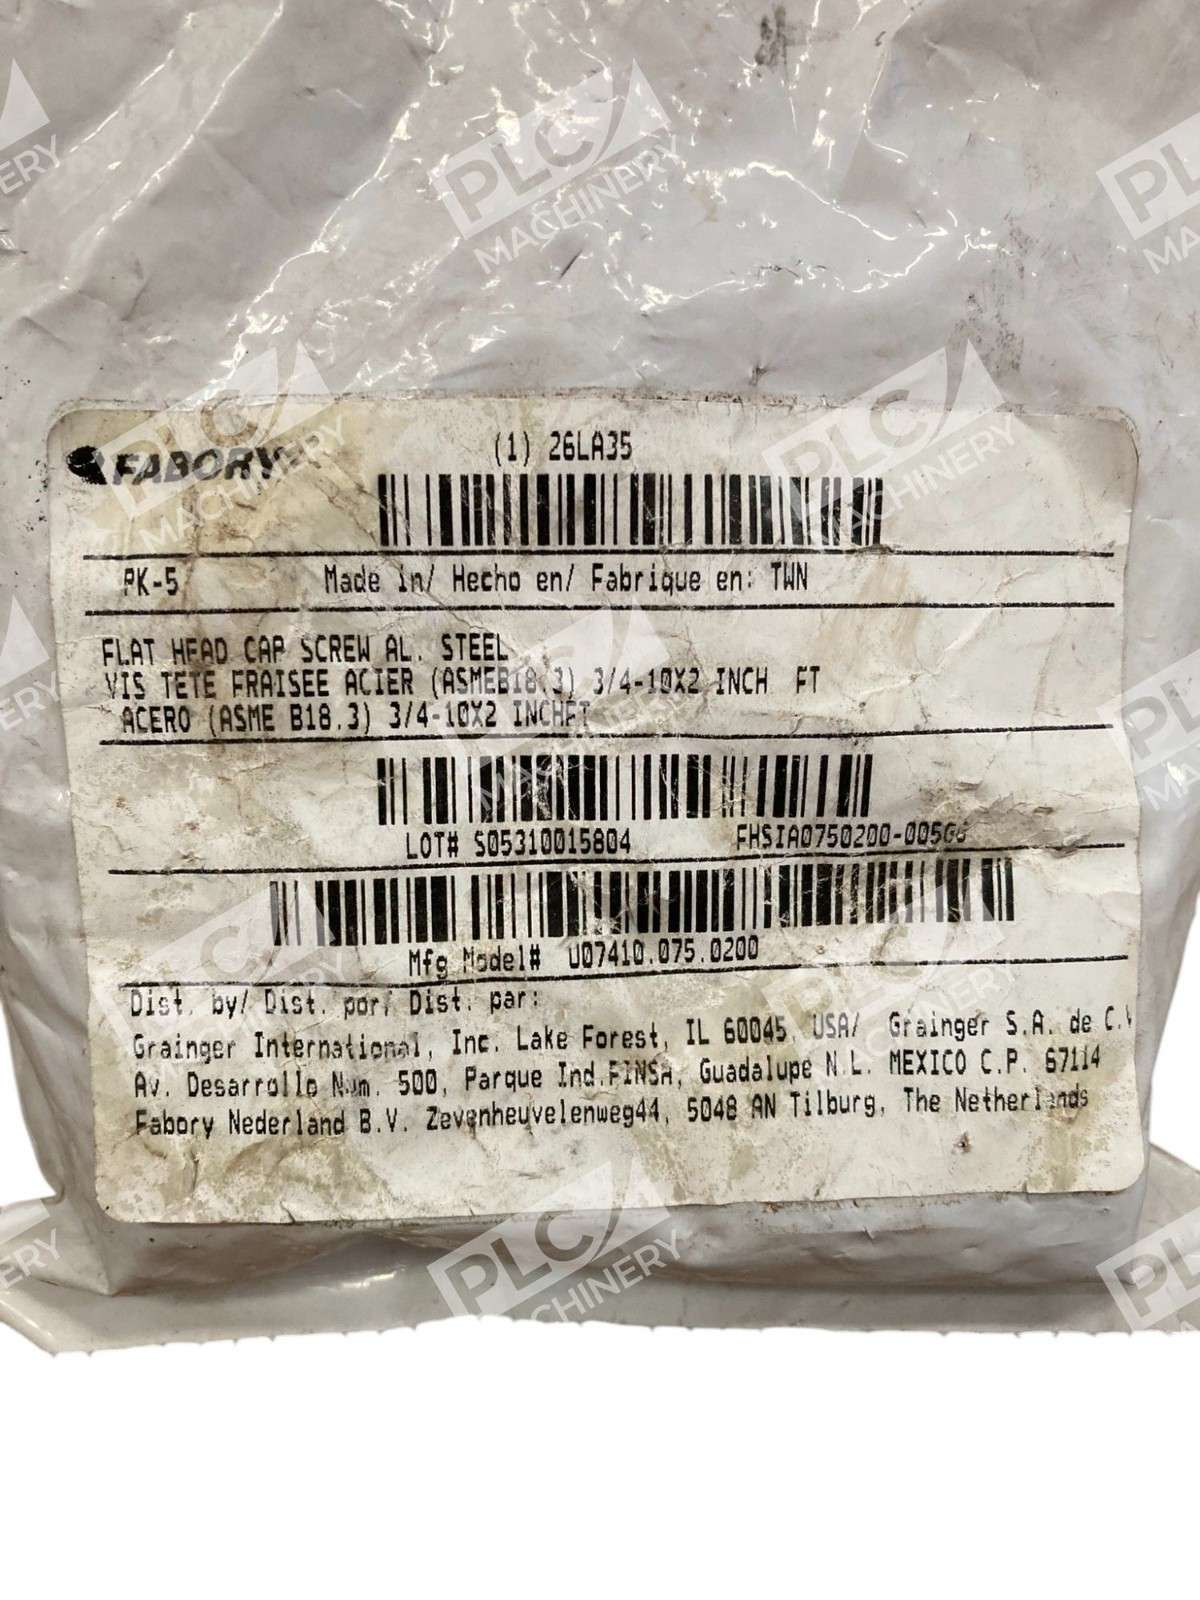 FABORY
(1) 26LA35
PK-5 Made in/ Hecho en/ Fabrique en: TWN
FLAT HEAD CAP SCREW AL. STEEL
VIS TETE FRAISEE ACIER (ASMEB18.3) 3/4-10X2 INCH FT
ACERO (ASME B18.3) 3/4-10X2 INCHFT
LOT# S05310015804
Mfg Model# U07410.075.0200
Dist. by/ Dist. por/ Dist. par:
Grainger International, Inc. Lake Forest, IL 60045, USA/ Grainger S.A. de C.V
Av. Desarrollo Num. 500, Parque Ind.FINSA, Guadalupe N.L. MEXICO C.P. 67114
Fabory Nederland B.V. Zevenheuvelenweg44, 5048 AN Tilburg, The Netherlands
PLC MACHINERY